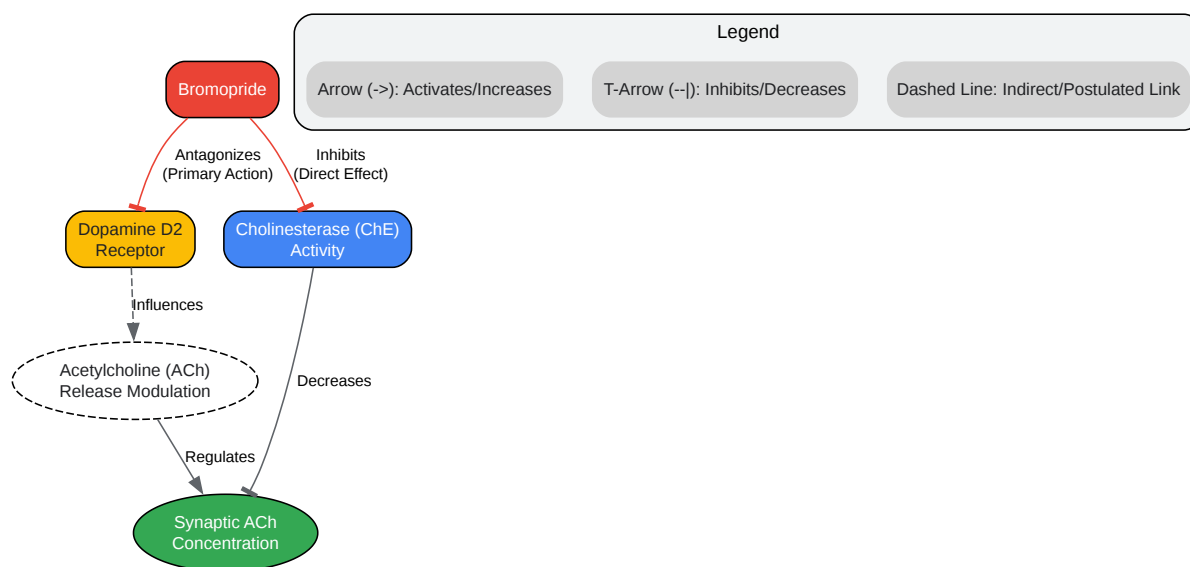 Legend
Bromopride
Arrow (->): Activates/Increases
T-Arrow (--|): Inhibits/Decreases
Dashed Line: Indirect/Postulated Link
Antagonizes
(Primary Action)
Inhibits
(Direct Effect)
Dopamine D2
Receptor
Cholinesterase (ChE)
Activity
Influences
Acetylcholine (ACh)
Release Modulation
Decreases
Regulates
Synaptic ACh
Concentration